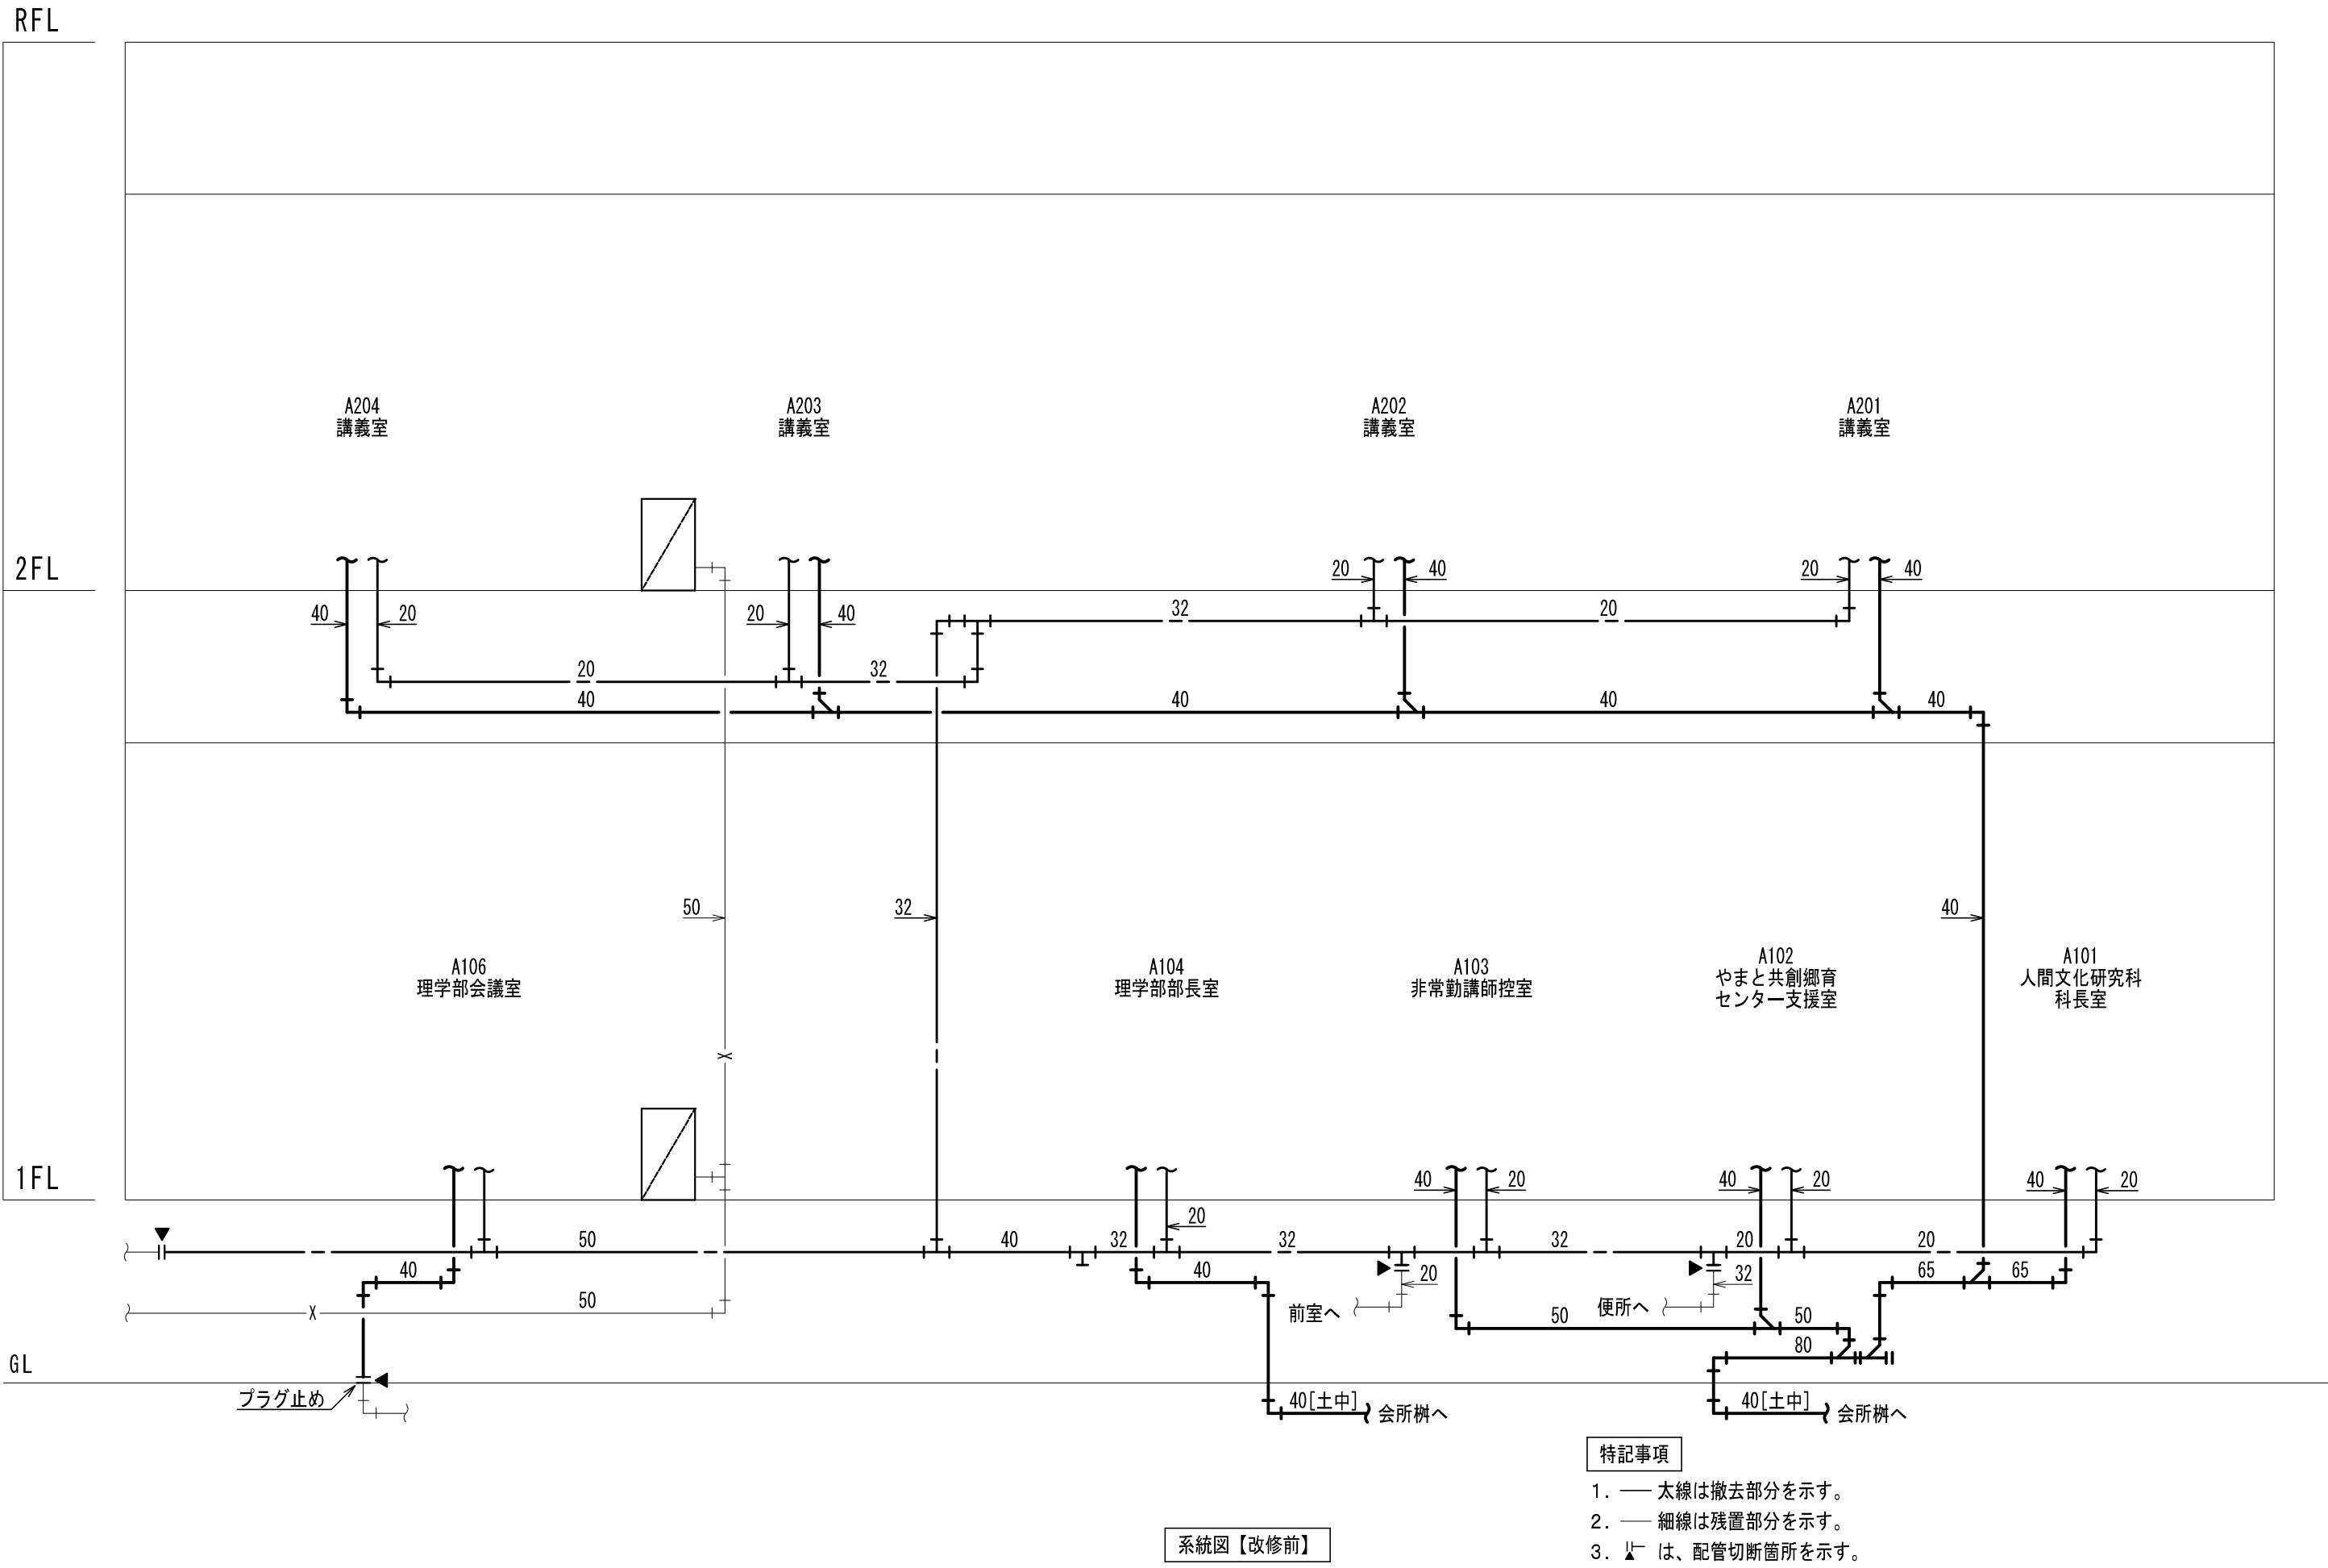 RFL
A204
講義室
A203
講義室
A202
講義室
A201
講義室
2FL
20
40
20
40
40
20
20
40
32
20
20
32
40
40
40
40
50
32
40
A106
理学部会議室
A104
理学部部長室
A103
非常勤講師控室
A102
やまと共創郷育
センター支援室
A101
人間文化研究科
科長室
X
1FL
40
20
40
20
40
20
20
50
40
32
32
32
20
20
40
40
20
32
65
65
X
50
前室へ
便所へ
50
50
80
GL
プラグ止め
40[土中]
会所桝へ
40[土中]
会所桝へ
特記事項
1. 太線は撤去部分を示す。
2. 細線は残置部分を示す。
3. は、配管切断箇所を示す。
系統図【改修前】